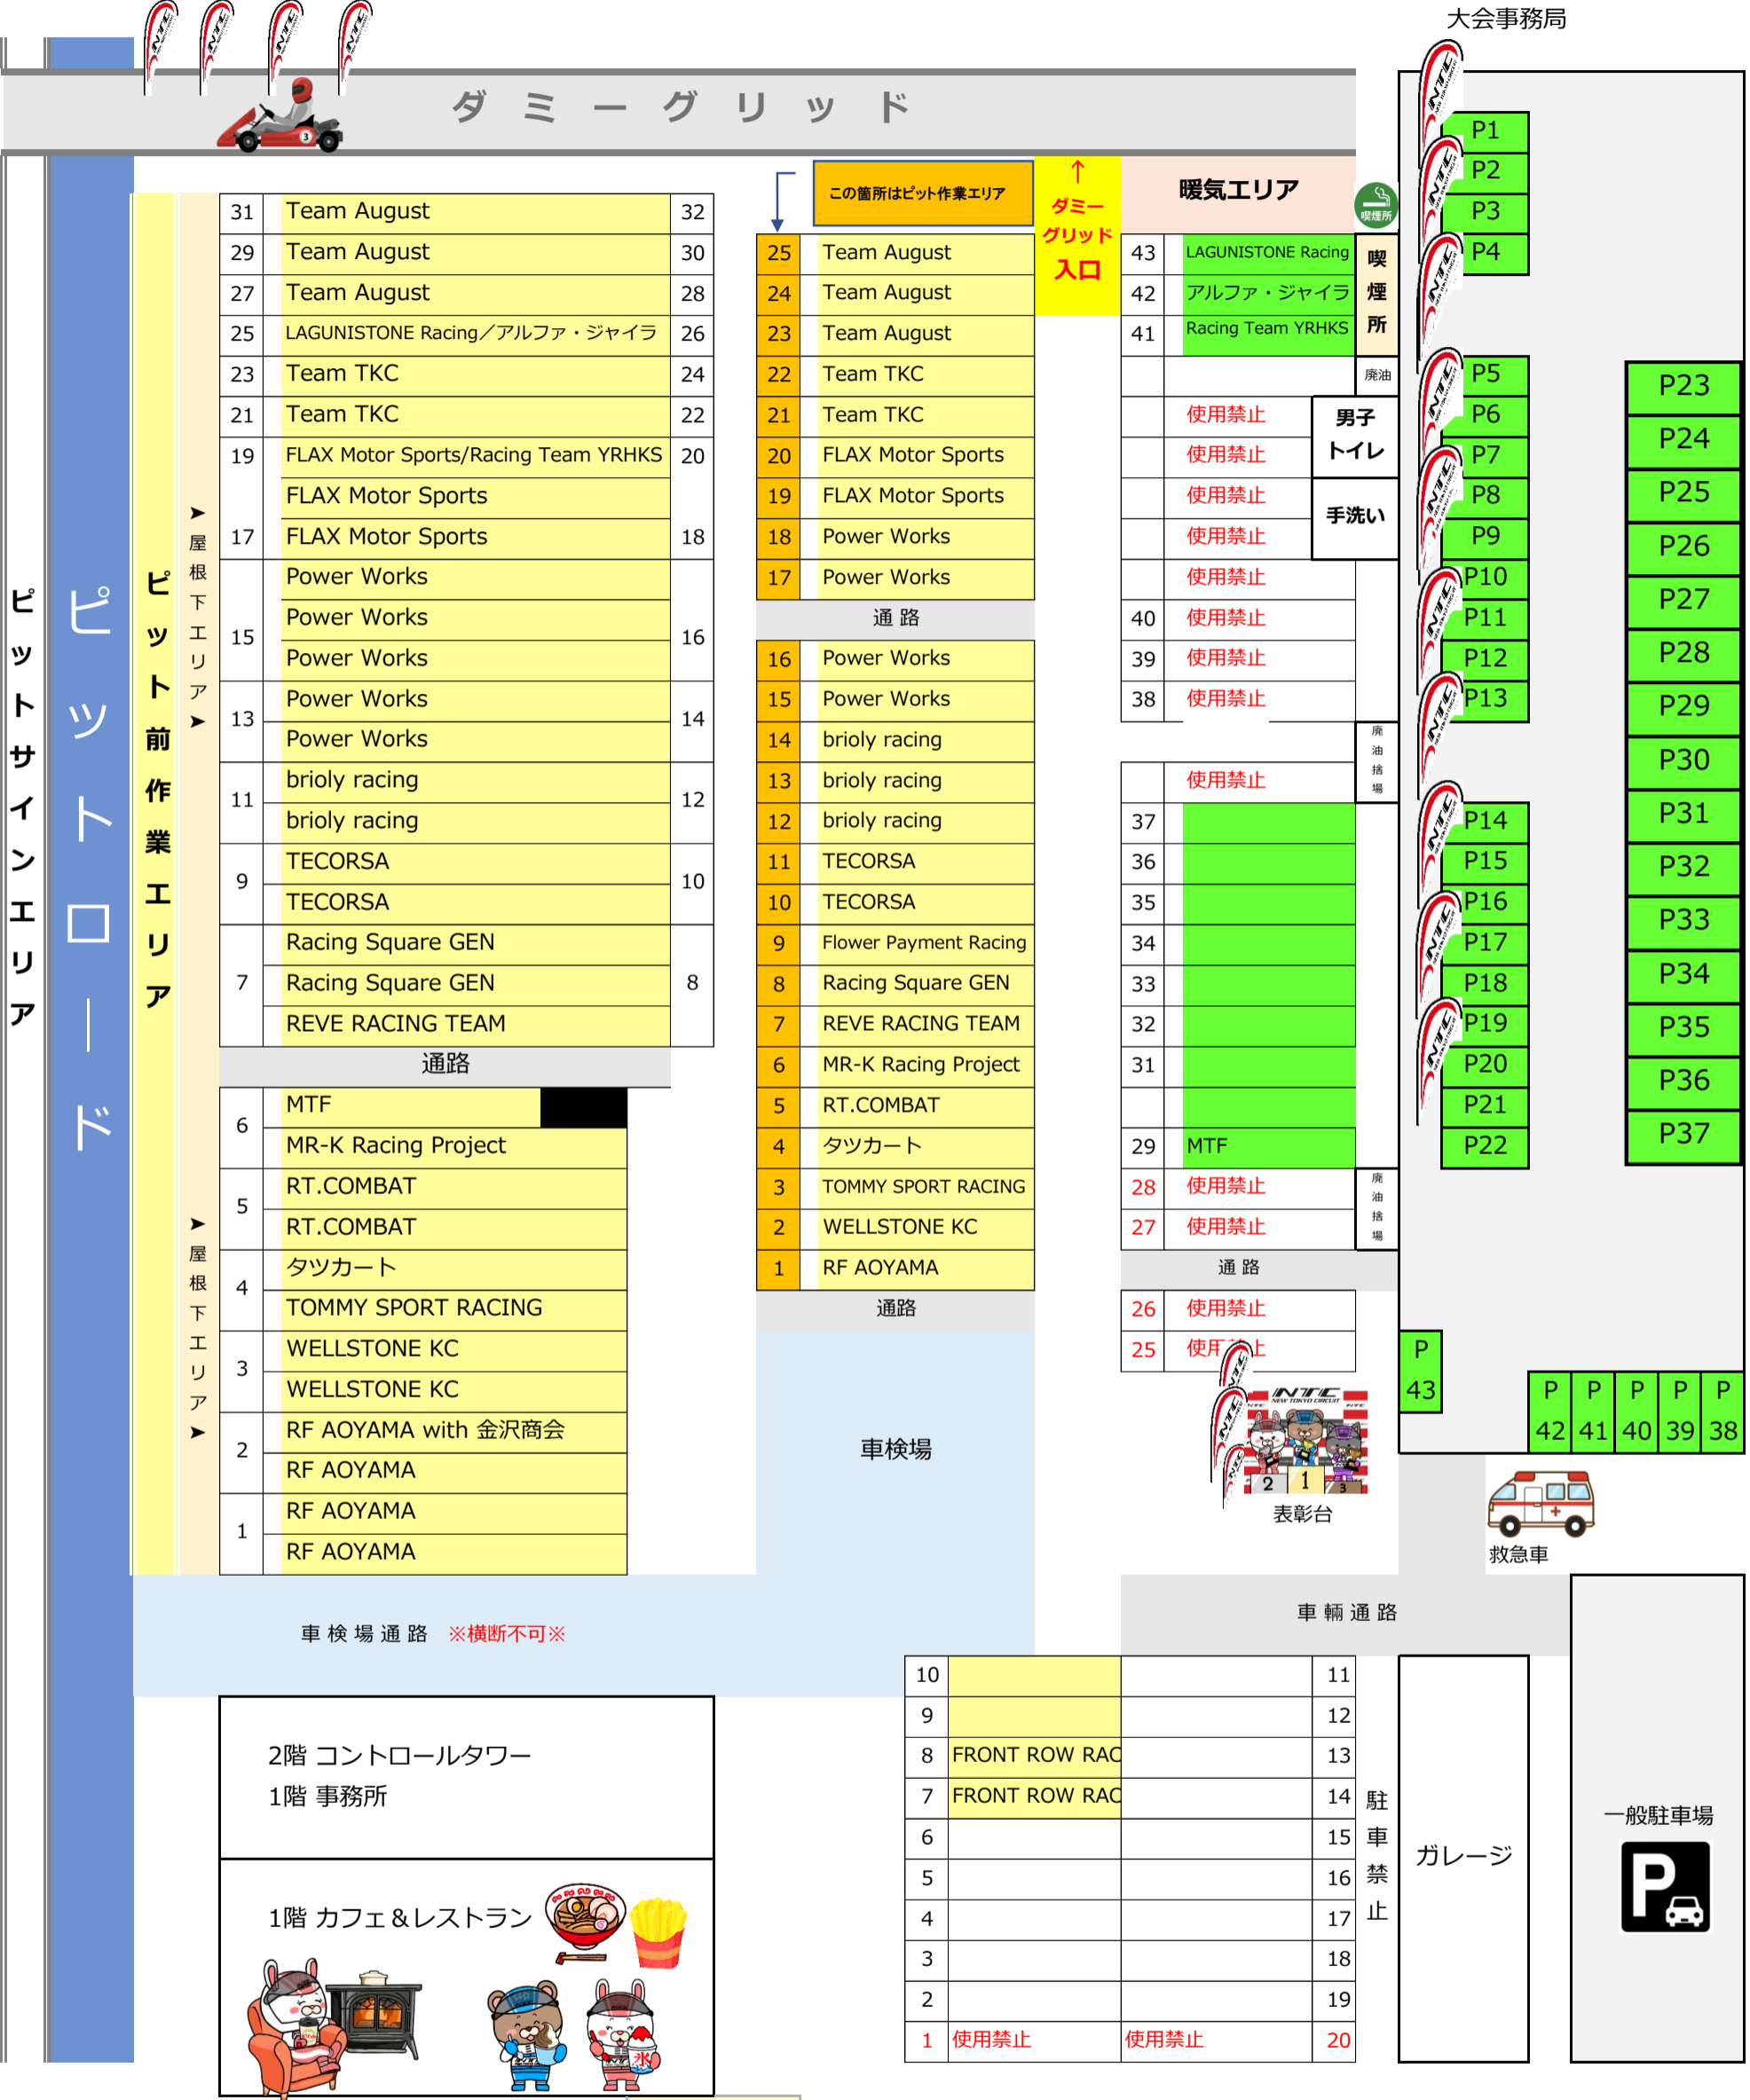 大会事務局
ダミーグリッド
ピットサインエリア
ピットロード
ピット前作業エリア
➤屋根下エリア➤
➤屋根下エリア➤
31 Team August 32
29 Team August 30
27 Team August 28
25 LAGUNISTONE Racing／アルファ・ジャイラ 26
23 Team TKC 24
21 Team TKC 22
19 FLAX Motor Sports/Racing Team YRHKS 20
FLAX Motor Sports
17 FLAX Motor Sports 18
Power Works
15 Power Works 16
Power Works
13 Power Works 14
Power Works
11 brioly racing 12
brioly racing
9 TECORSA 10
TECORSA
Racing Square GEN
7 Racing Square GEN 8
REVE RACING TEAM
通路
6 MTF
MR-K Racing Project
5 RT.COMBAT
RT.COMBAT
4 タツカート
TOMMY SPORT RACING
3 WELLSTONE KC
WELLSTONE KC
2 RF AOYAMA with 金沢商会
RF AOYAMA
1 RF AOYAMA
RF AOYAMA
この箇所はピット作業エリア
25 Team August
24 Team August
23 Team August
22 Team TKC
21 Team TKC
20 FLAX Motor Sports
19 FLAX Motor Sports
18 Power Works
17 Power Works
通 路
16 Power Works
15 Power Works
14 brioly racing
13 brioly racing
12 brioly racing
11 TECORSA
10 TECORSA
9 Flower Payment Racing
8 Racing Square GEN
7 REVE RACING TEAM
6 MR-K Racing Project
5 RT.COMBAT
4 タツカート
3 TOMMY SPORT RACING
2 WELLSTONE KC
1 RF AOYAMA
通路
車検場
↑
ダミー
グリッド
入口
暖気エリア
喫煙所
43 LAGUNISTONE Racing
42 アルファ・ジャイラ
41 Racing Team YRHKS
喫煙所
廃油
使用禁止
男子
トイレ
使用禁止
使用禁止
手洗い
使用禁止
使用禁止
40 使用禁止
39 使用禁止
38 使用禁止
廃油捨場
使用禁止
37
36
35
34
33
32
31
29 MTF
28 使用禁止
27 使用禁止
廃油捨場
通 路
26 使用禁止
25 使用禁止
NTC
NEW TOKYO CIRCUIT
2 1 3
表彰台
P1
P2
P3
P4
P5
P6
P7
P8
P9
P10
P11
P12
P13
P14
P15
P16
P17
P18
P19
P20
P21
P22
P23
P24
P25
P26
P27
P28
P29
P30
P31
P32
P33
P34
P35
P36
P37
P 43
P 42
P 41
P 40
P 39
P 38
救急車
車 輌 通 路
車 検 場 通 路 ※横断不可※
10 11
9 12
8 FRONT ROW RAC 13
7 FRONT ROW RAC 14
6 15
5 16
4 17
3 18
2 19
1 使用禁止 使用禁止 20
駐車禁止
ガレージ
一般駐車場
P
2階 コントロールタワー
1階 事務所
1階 カフェ＆レストラン
氷